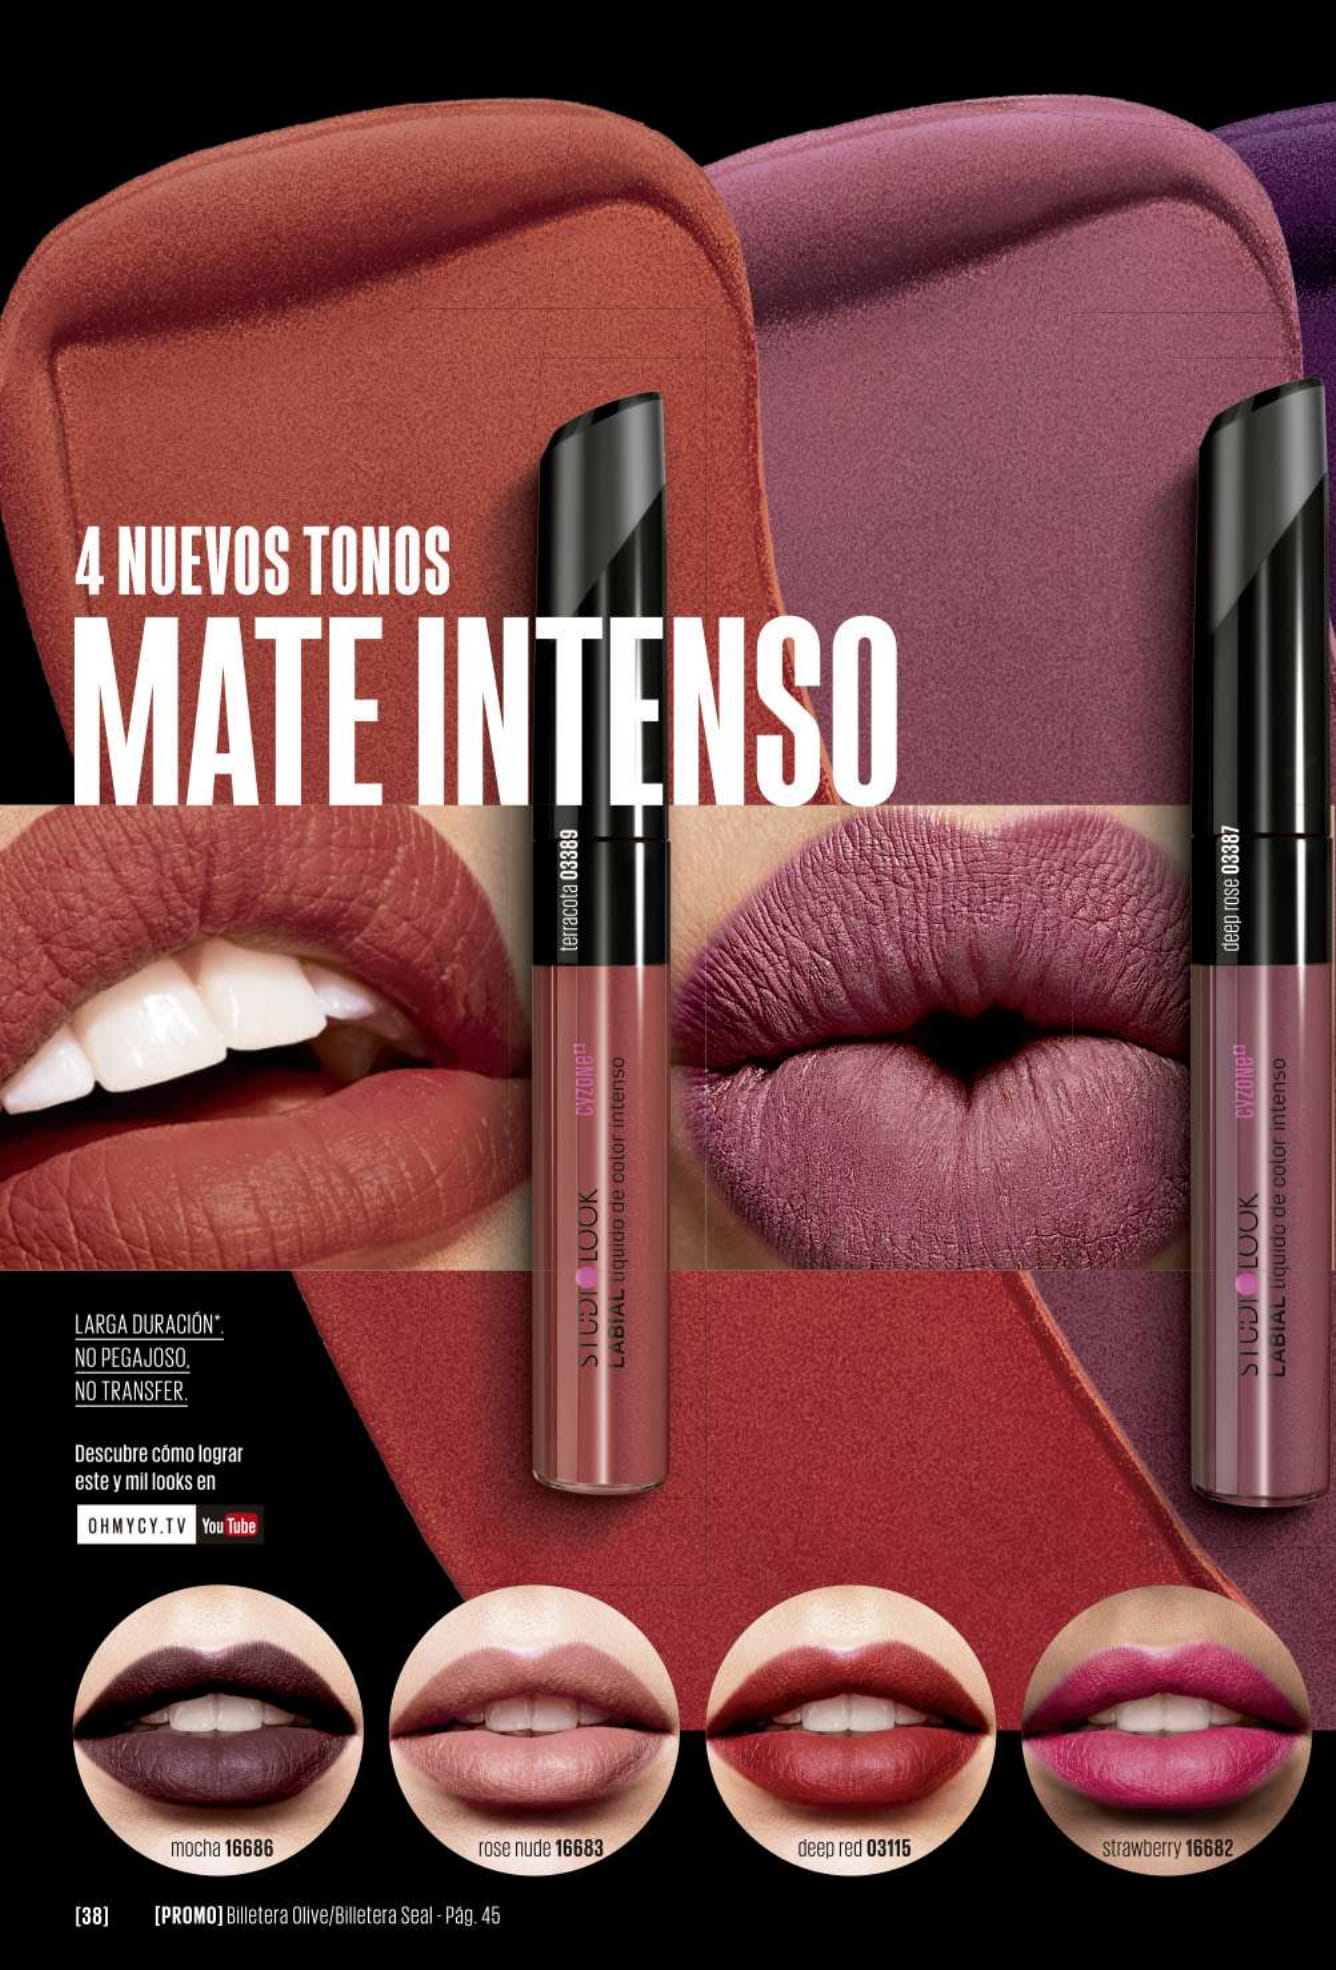 4 NUEVOS TONOS
MATE INTENSO
terracota 03389
deep rose 03387
CYZONE
STUDIO LOOK
LABIAL líquido de color intenso
CYZONE
STUDIO LOOK
LABIAL líquido de color intenso
LARGA DURACIÓN*.
NO PEGAJOSO,
NO TRANSFER.
Descubre cómo lograr
este y mil looks en
OHMYCY.TV YouTube
mocha 16686
rose nude 16683
deep red 03115
strawberry 16682
[38] [PROMO] Billetera Olive/Billetera Seal - Pág. 45